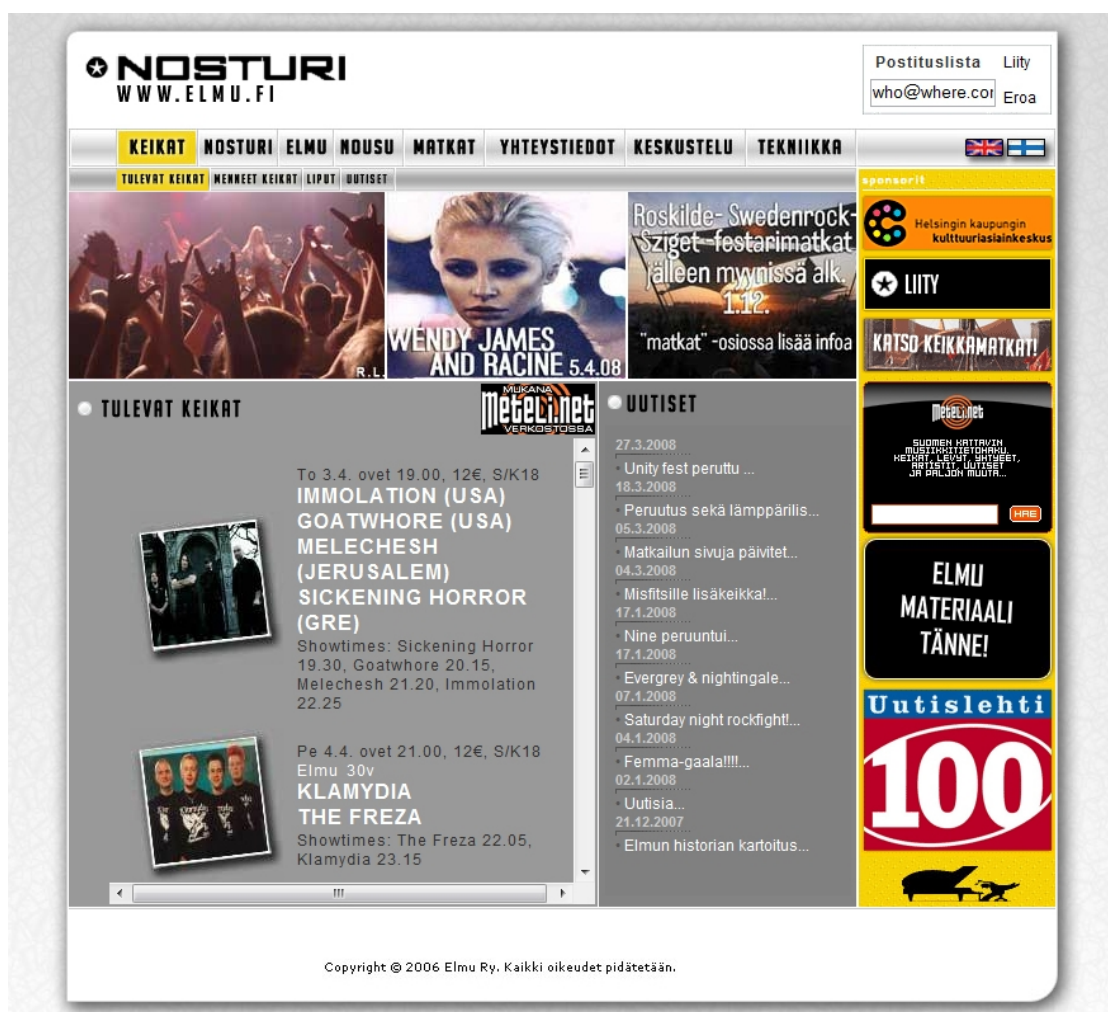 NOSTURI
WWW.ELMU.FI
Postituslista Liity
who@where.cor
Eroa
KEIKAT NOSTURI ELMU NOUSU MATKAT YHTEYSTIEDOT KESKUSTELU TEKNIIKKA
TULEVAT KEIKAT MENNEET KEIKAT LIPUT UUTISET
R.L.
WENDY JAMES
AND RACINE 5.4.08
Roskilde- Swedenrock-
Sziget -festarimatkat
jälleen myynissä alk.
1.12.
"matkat" -osiossa lisää infoa
TULEVAT KEIKAT
MUKANA
meteli.net
VERKOSTOSSA
To 3.4. ovet 19.00, 12€, S/K18
IMMOLATION (USA)
GOATWHORE (USA)
MELECHESH
(JERUSALEM)
SICKENING HORROR
(GRE)
Showtimes: Sickening Horror
19.30, Goatwhore 20.15,
Melechesh 21.20, Immolation
22.25
Pe 4.4. ovet 21.00, 12€, S/K18
Elmu 30v
KLAMYDIA
THE FREZA
Showtimes: The Freza 22.05,
Klamydia 23.15
UUTISET
27.3.2008
Unity fest peruttu ...
18.3.2008
Peruutus sekä lämppärilis...
05.3.2008
Matkailun sivuja päivitet...
04.3.2008
Misfitsille lisäkeikka!...
17.1.2008
Nine peruuntui...
17.1.2008
Evergrey & nightingale...
07.1.2008
Saturday night rockfight!...
04.1.2008
Femma-gaala!!!!...
02.1.2008
Uutisia...
21.12.2007
Elmun historian kartoitus...
sponsorit
Helsingin kaupungin
kulttuuriasiainkeskus
LIITY
KATSO KEIKKAMATKAT!
meteli.net
SUOMEN KATTAVIN
MUSIIKKITIETOHAKU.
KEIKAT, LEVYT, YHTYEET,
ARTISTIT, UUTISET
JA PALJON MUUTA...
HAE
ELMU
MATERIAALI
TÄNNE!
Uutislehti
100
Copyright © 2006 Elmu Ry. Kaikki oikeudet pidätetään.